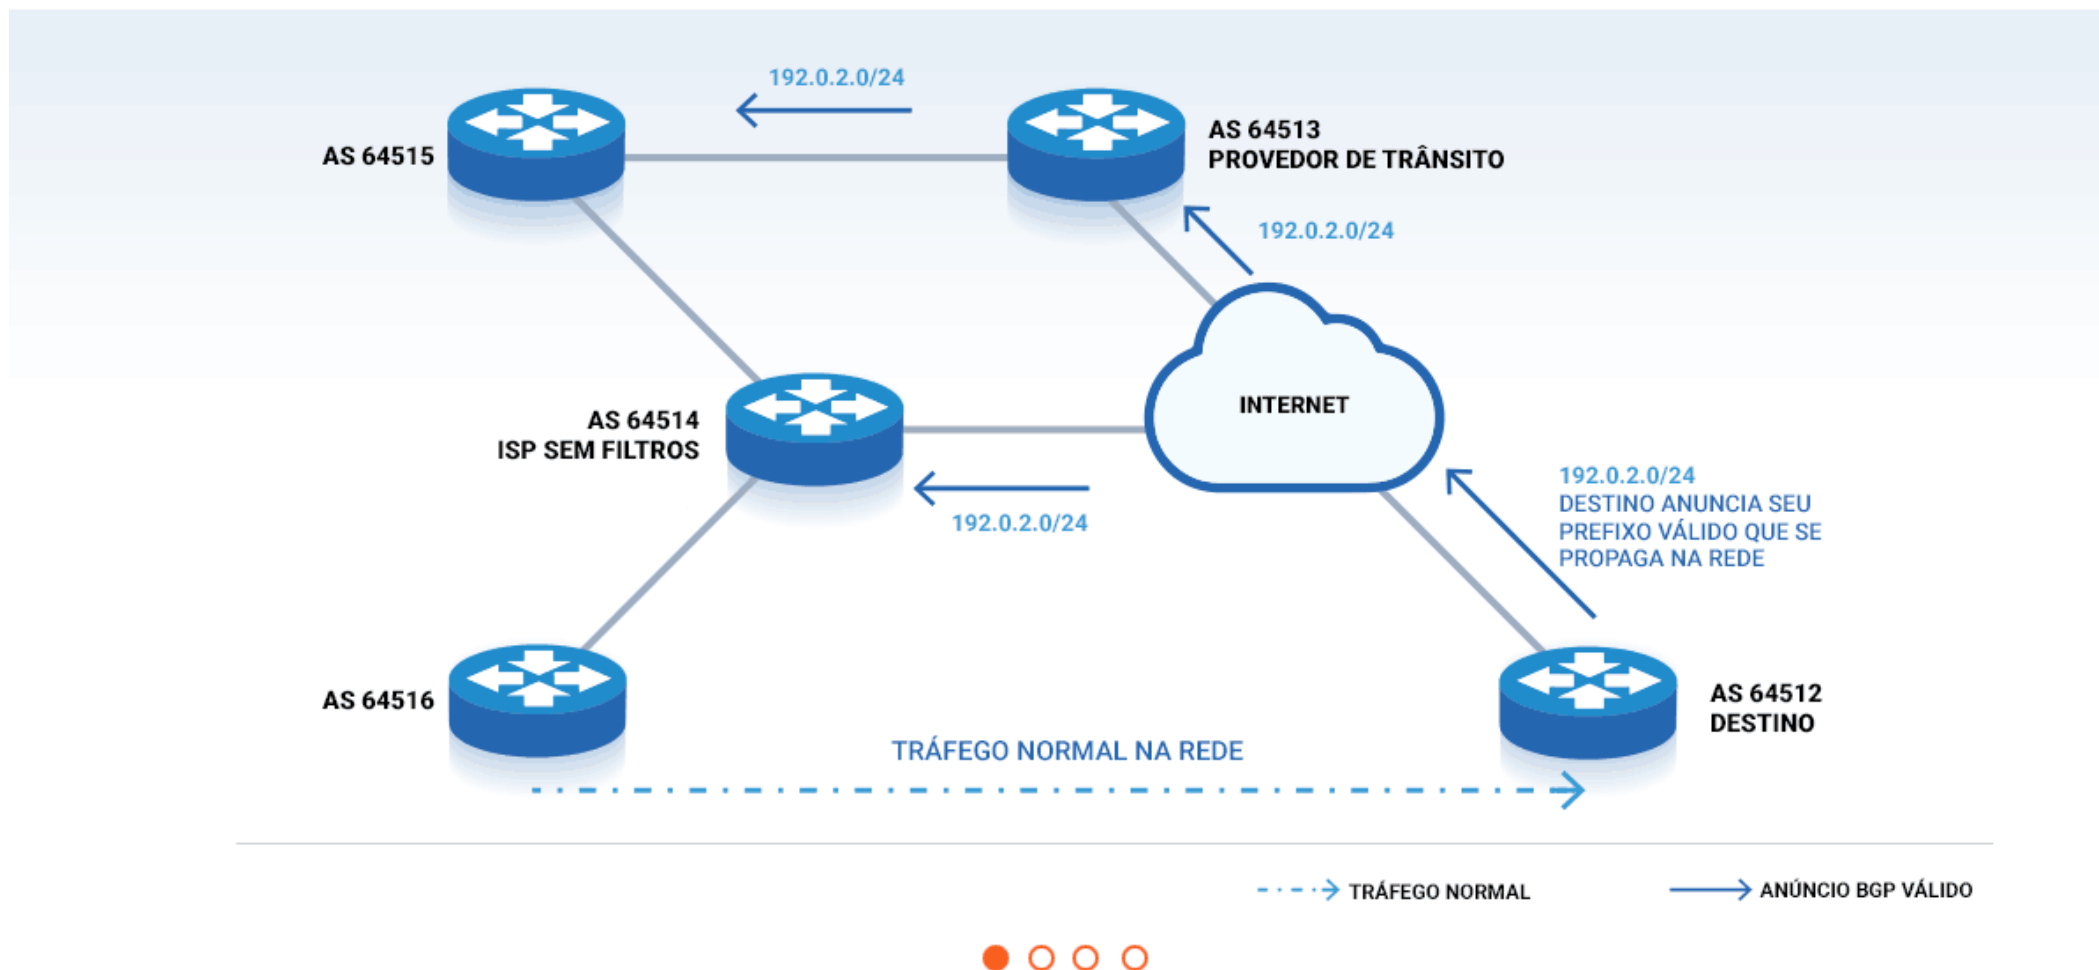 192.0.2.0/24
AS 64515
AS 64513
PROVEDOR DE TRÂNSITO
192.0.2.0/24
INTERNET
AS 64514
ISP SEM FILTROS
192.0.2.0/24
192.0.2.0/24
DESTINO ANUNCIA SEU
PREFIXO VÁLIDO QUE SE
PROPAGA NA REDE
AS 64516
AS 64512
DESTINO
TRÁFEGO NORMAL NA REDE
TRÁFEGO NORMAL
ANÚNCIO BGP VÁLIDO